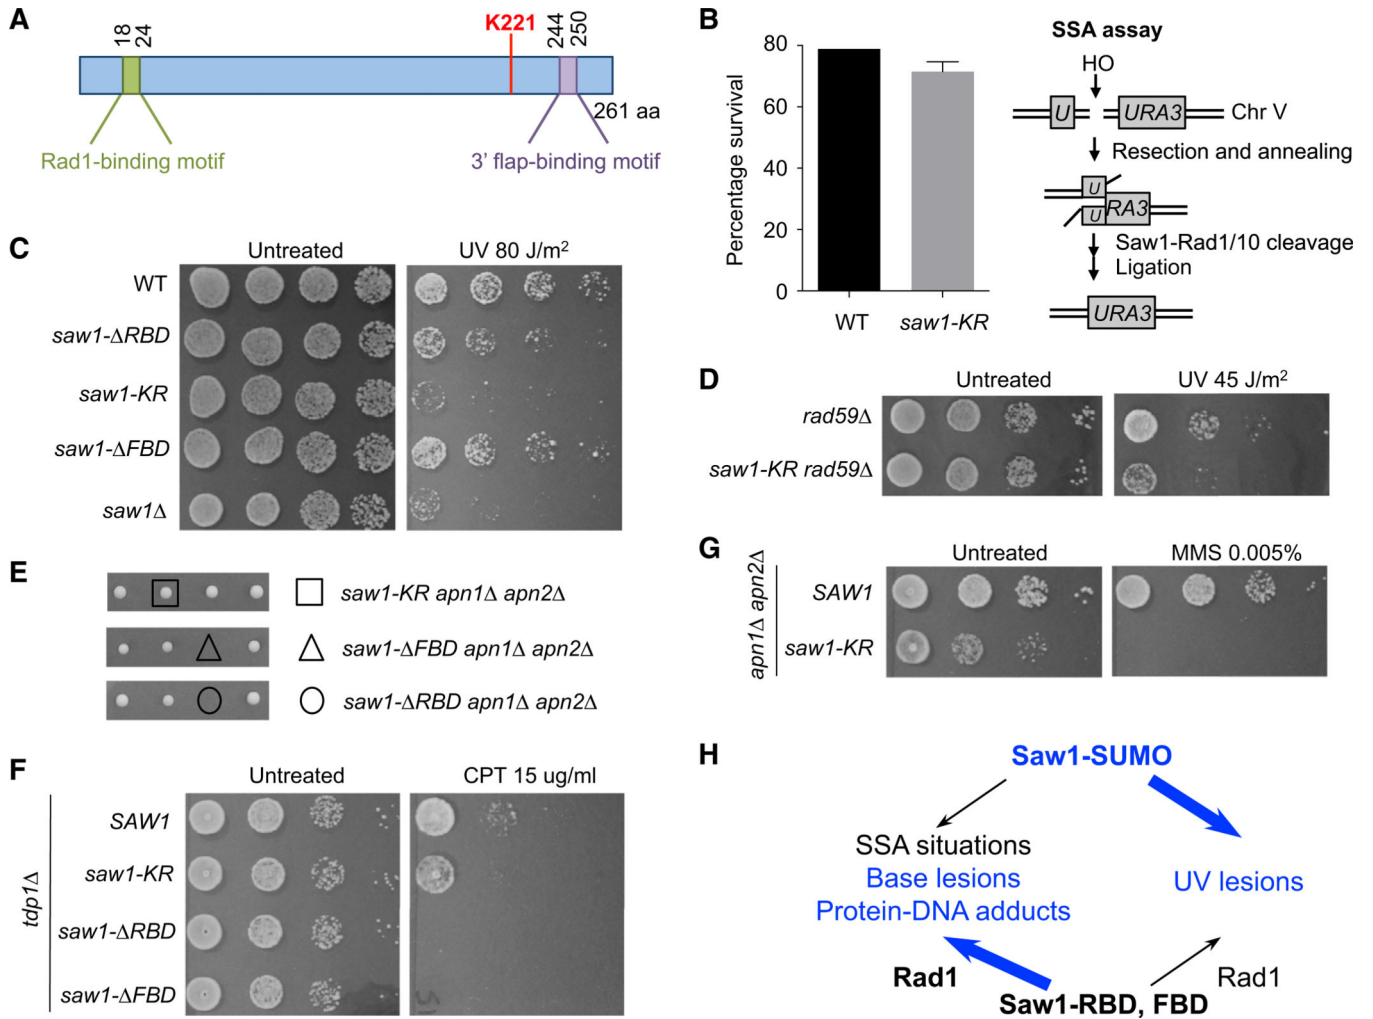 A
18
24
K221
244
250
261 aa
Rad1-binding motif
3' flap-binding motif
B
80
60
40
20
0
Percentage survival
WT
saw1-KR
SSA assay
HO
U
URA3
Chr V
Resection and annealing
U
U
RA3
Saw1-Rad1/10 cleavage
Ligation
URA3
C
Untreated
UV 80 J/m²
WT
saw1-ΔRBD
saw1-KR
saw1-ΔFBD
saw1Δ
D
Untreated
UV 45 J/m²
rad59Δ
saw1-KR rad59Δ
E
saw1-KR apn1Δ apn2Δ
saw1-ΔFBD apn1Δ apn2Δ
saw1-ΔRBD apn1Δ apn2Δ
G
Untreated
MMS 0.005%
apn1Δ apn2Δ
SAW1
saw1-KR
F
Untreated
CPT 15 ug/ml
tdp1Δ
SAW1
saw1-KR
saw1-ΔRBD
saw1-ΔFBD
H
Saw1-SUMO
SSA situations
Base lesions
Protein-DNA adducts
UV lesions
Rad1
Rad1
Saw1-RBD, FBD